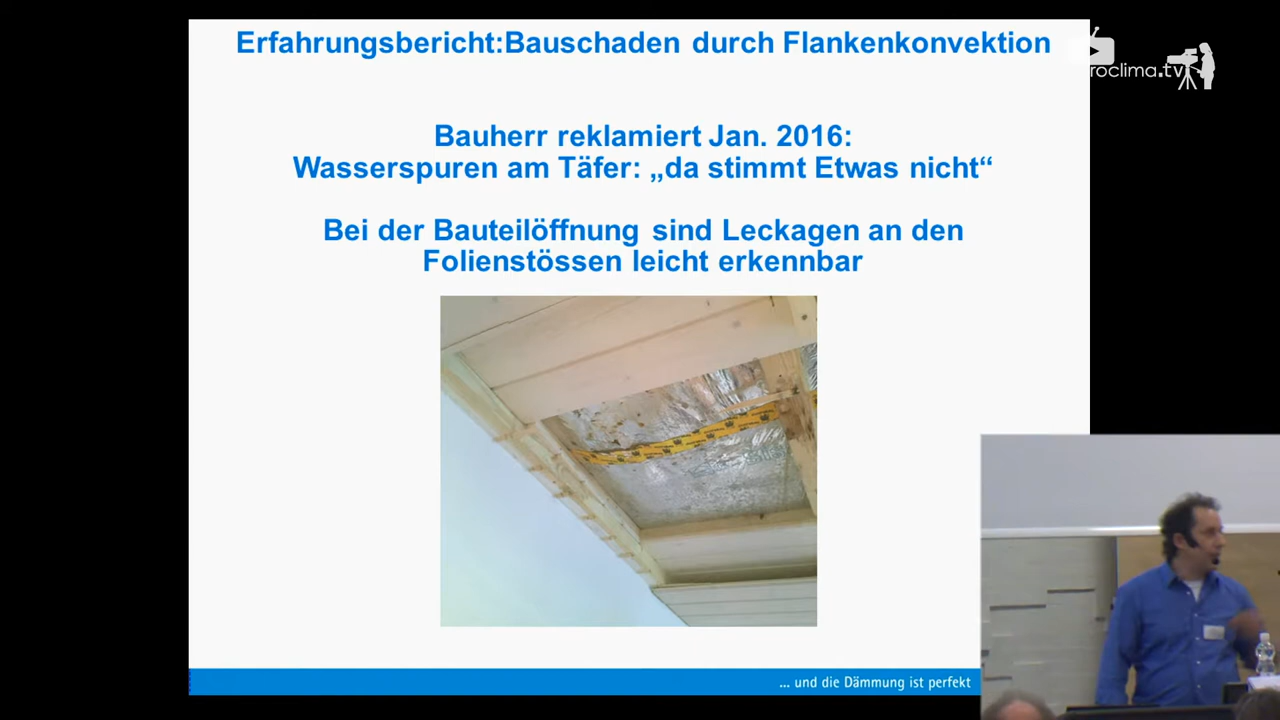 Erfahrungsbericht:Bauschaden durch Flankenkonvektion
roclima.tv
Bauherr reklamiert Jan. 2016:
Wasserspuren am Täfer: „da stimmt Etwas nicht“
Bei der Bauteilöffnung sind Leckagen an den
Folienstössen leicht erkennbar
... und die Dämmung ist perfekt